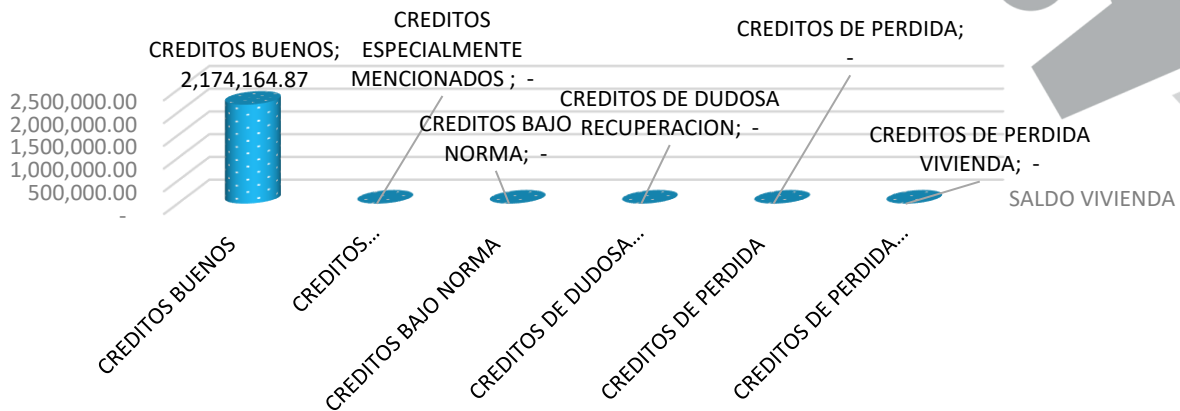 CREDITOS BUENOS;
2,174,164.87
CREDITOS
ESPECIALMENTE
MENCIONADOS ; -
CREDITOS BAJO
NORMA; -
CREDITOS DE DUDOSA
RECUPERACION; -
CREDITOS DE PERDIDA;
-
CREDITOS DE PERDIDA
VIVIENDA; -
2,500,000.00
2,000,000.00
1,500,000.00
1,000,000.00
500,000.00
-
SALDO VIVIENDA
CREDITOS BUENOS
CREDITOS...
CREDITOS BAJO NORMA
CREDITOS DE DUDOSA...
CREDITOS DE PERDIDA
CREDITOS DE PERDIDA...